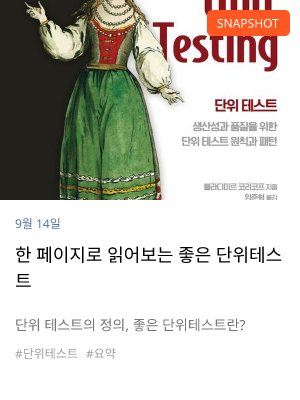 SNAPSHOT
Testing
단위 테스트
생산성과 품질을 위한
단위 테스트 원칙과 패턴
블라디미르 코리코프 지음
임준혁 옮김
9월 14일
한 페이지로 읽어보는 좋은 단위테스
트
단위 테스트의 정의, 좋은 단위테스트란?
#단위테스트 #요약